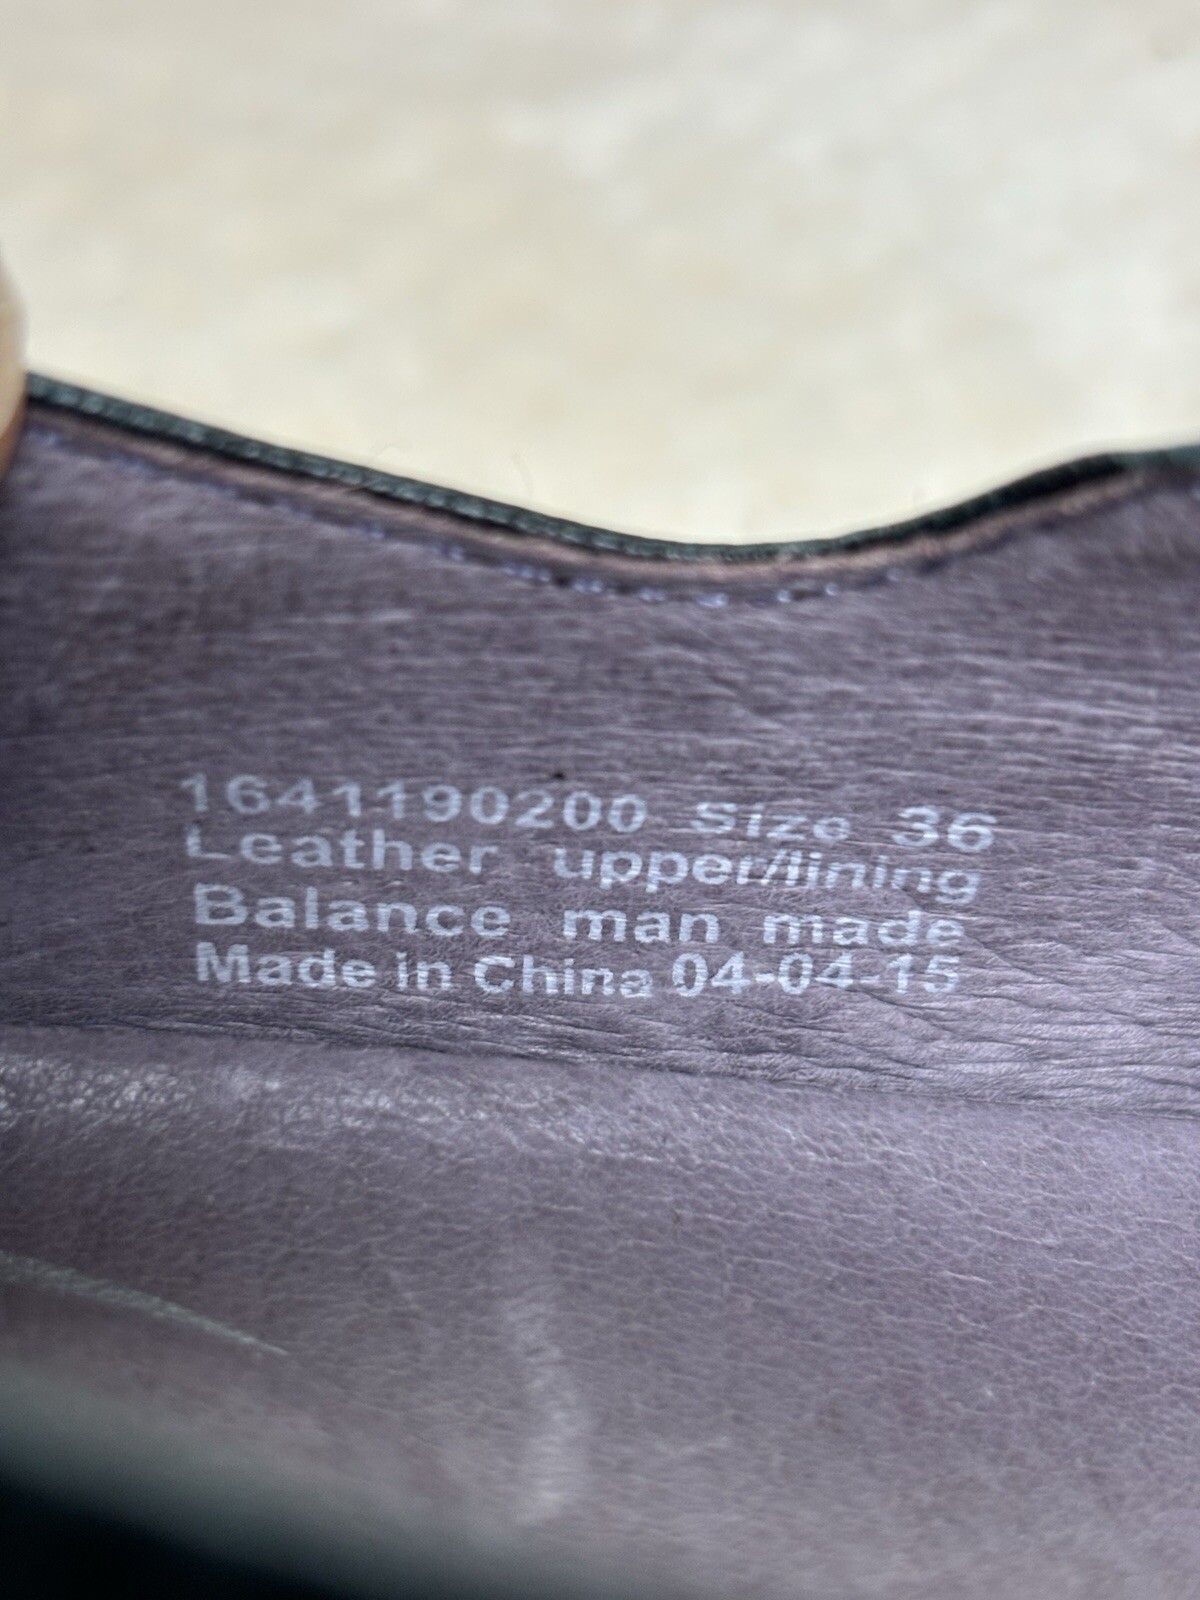 1641190200 Size 36
Leather upper/lining
Balance man made
Made in China 04-04-15